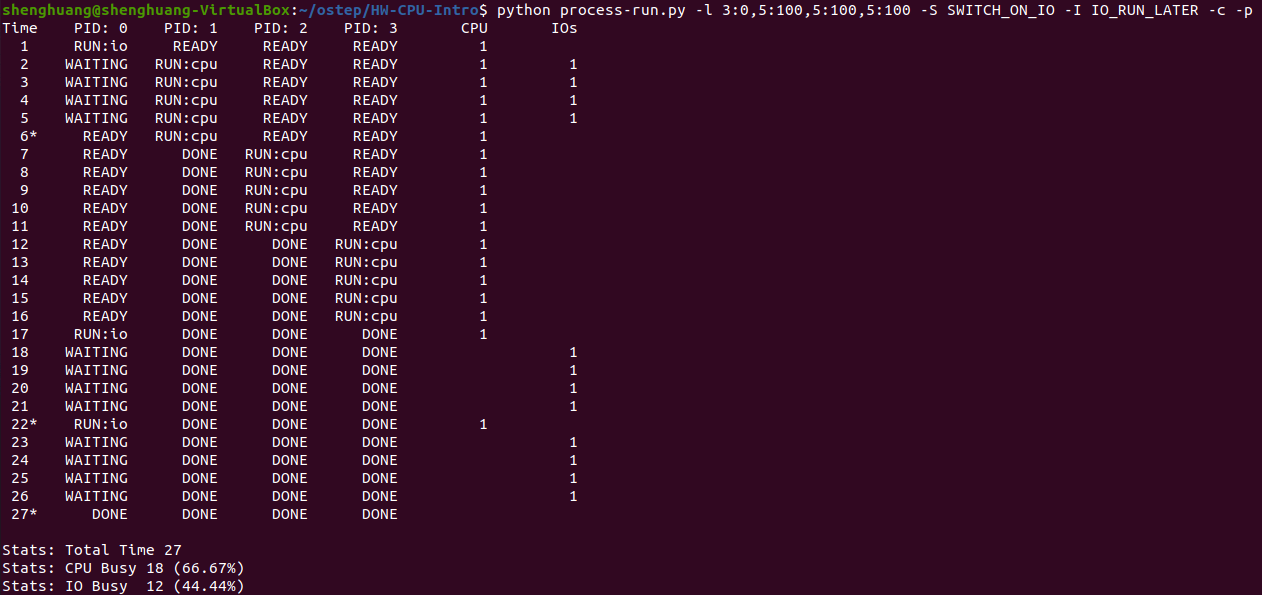 shenghuang@shenghuang-VirtualBox:~/ostep/HW-CPU-Intro$ python process-run.py -l 3:0,5:100,5:100,5:100 -S SWITCH_ON_IO -I IO_RUN_LATER -c -p
Time    PID: 0    PID: 1    PID: 2    PID: 3       CPU       IOs
  1     RUN:io     READY     READY     READY         1
  2    WAITING   RUN:cpu     READY     READY         1         1
  3    WAITING   RUN:cpu     READY     READY         1         1
  4    WAITING   RUN:cpu     READY     READY         1         1
  5    WAITING   RUN:cpu     READY     READY         1         1
  6*     READY   RUN:cpu     READY     READY         1
  7      READY      DONE   RUN:cpu     READY         1
  8      READY      DONE   RUN:cpu     READY         1
  9      READY      DONE   RUN:cpu     READY         1
 10      READY      DONE   RUN:cpu     READY         1
 11      READY      DONE   RUN:cpu     READY         1
 12      READY      DONE      DONE   RUN:cpu         1
 13      READY      DONE      DONE   RUN:cpu         1
 14      READY      DONE      DONE   RUN:cpu         1
 15      READY      DONE      DONE   RUN:cpu         1
 16      READY      DONE      DONE   RUN:cpu         1
 17     RUN:io      DONE      DONE      DONE         1
 18    WAITING      DONE      DONE      DONE                   1
 19    WAITING      DONE      DONE      DONE                   1
 20    WAITING      DONE      DONE      DONE                   1
 21    WAITING      DONE      DONE      DONE                   1
 22*    RUN:io      DONE      DONE      DONE         1
 23    WAITING      DONE      DONE      DONE                   1
 24    WAITING      DONE      DONE      DONE                   1
 25    WAITING      DONE      DONE      DONE                   1
 26    WAITING      DONE      DONE      DONE                   1
 27*      DONE      DONE      DONE      DONE

Stats: Total Time 27
Stats: CPU Busy 18 (66.67%)
Stats: IO Busy  12 (44.44%)